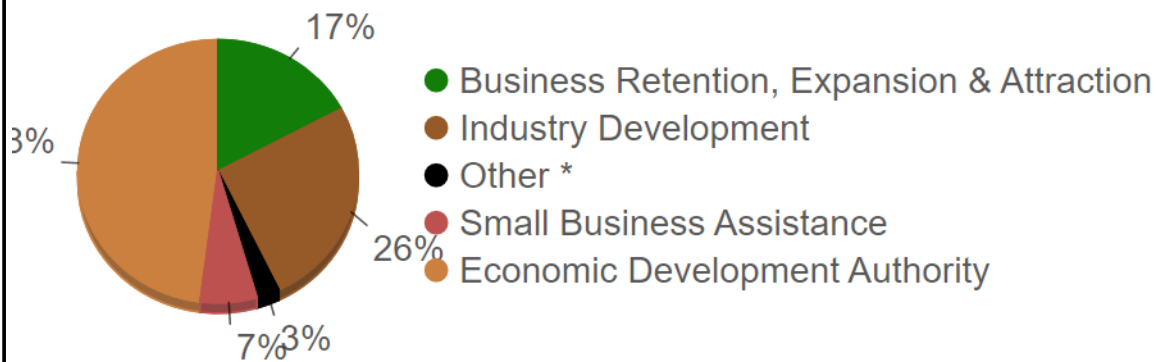 17%
Business Retention, Expansion & Attraction
Industry Development
Other *
Small Business Assistance
Economic Development Authority
26%
3%
7%